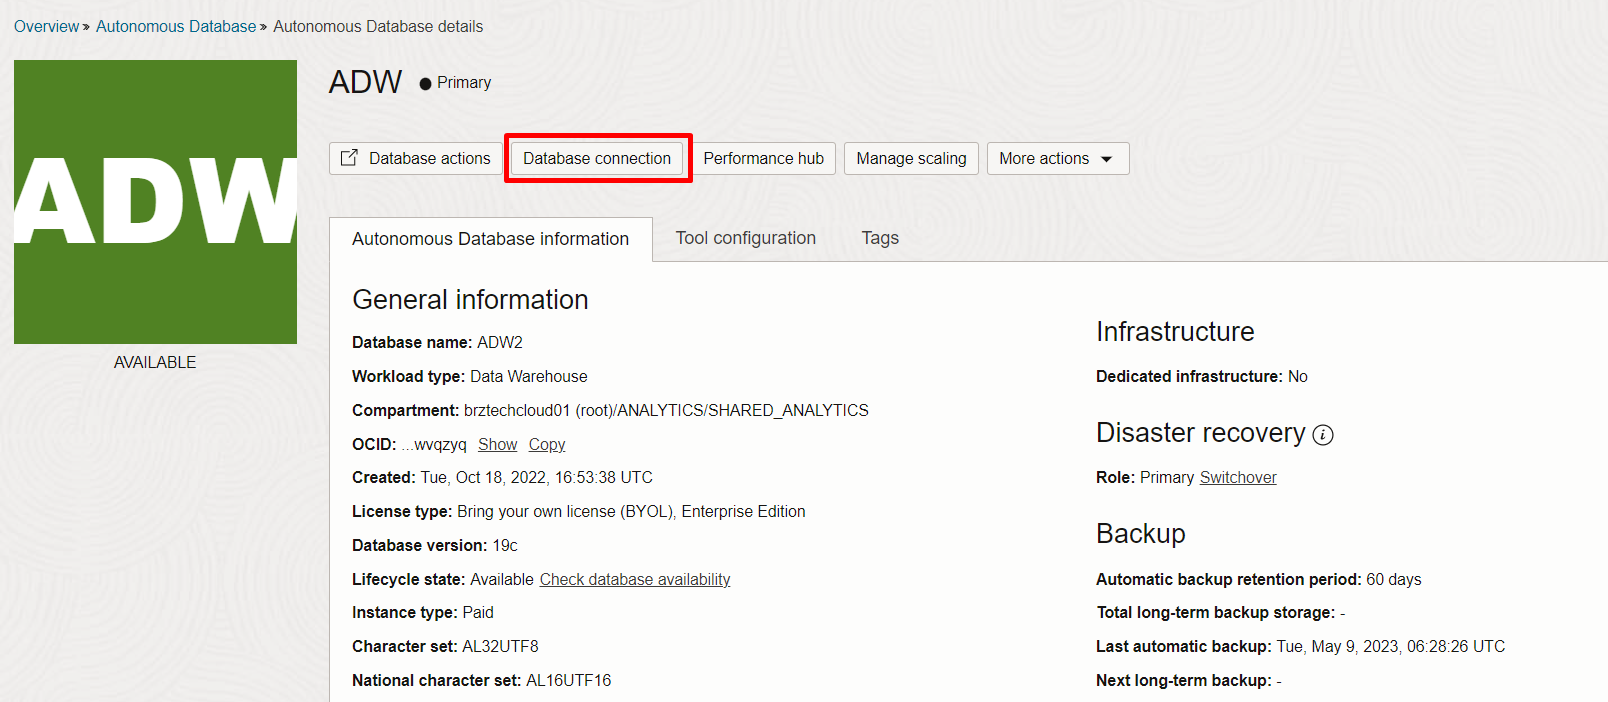 Overview » Autonomous Database » Autonomous Database details
ADW
AVAILABLE
ADW ● Primary
Database actions Database connection Performance hub Manage scaling More actions
Autonomous Database information Tool configuration Tags
General information
Database name: ADW2
Workload type: Data Warehouse
Compartment: brztechcloud01 (root)/ANALYTICS/SHARED_ANALYTICS
OCID: ...wvqzyq Show Copy
Created: Tue, Oct 18, 2022, 16:53:38 UTC
License type: Bring your own license (BYOL), Enterprise Edition
Database version: 19c
Lifecycle state: Available Check database availability
Instance type: Paid
Character set: AL32UTF8
National character set: AL16UTF16
Infrastructure
Dedicated infrastructure: No
Disaster recovery
Role: Primary Switchover
Backup
Automatic backup retention period: 60 days
Total long-term backup storage: -
Last automatic backup: Tue, May 9, 2023, 06:28:26 UTC
Next long-term backup: -